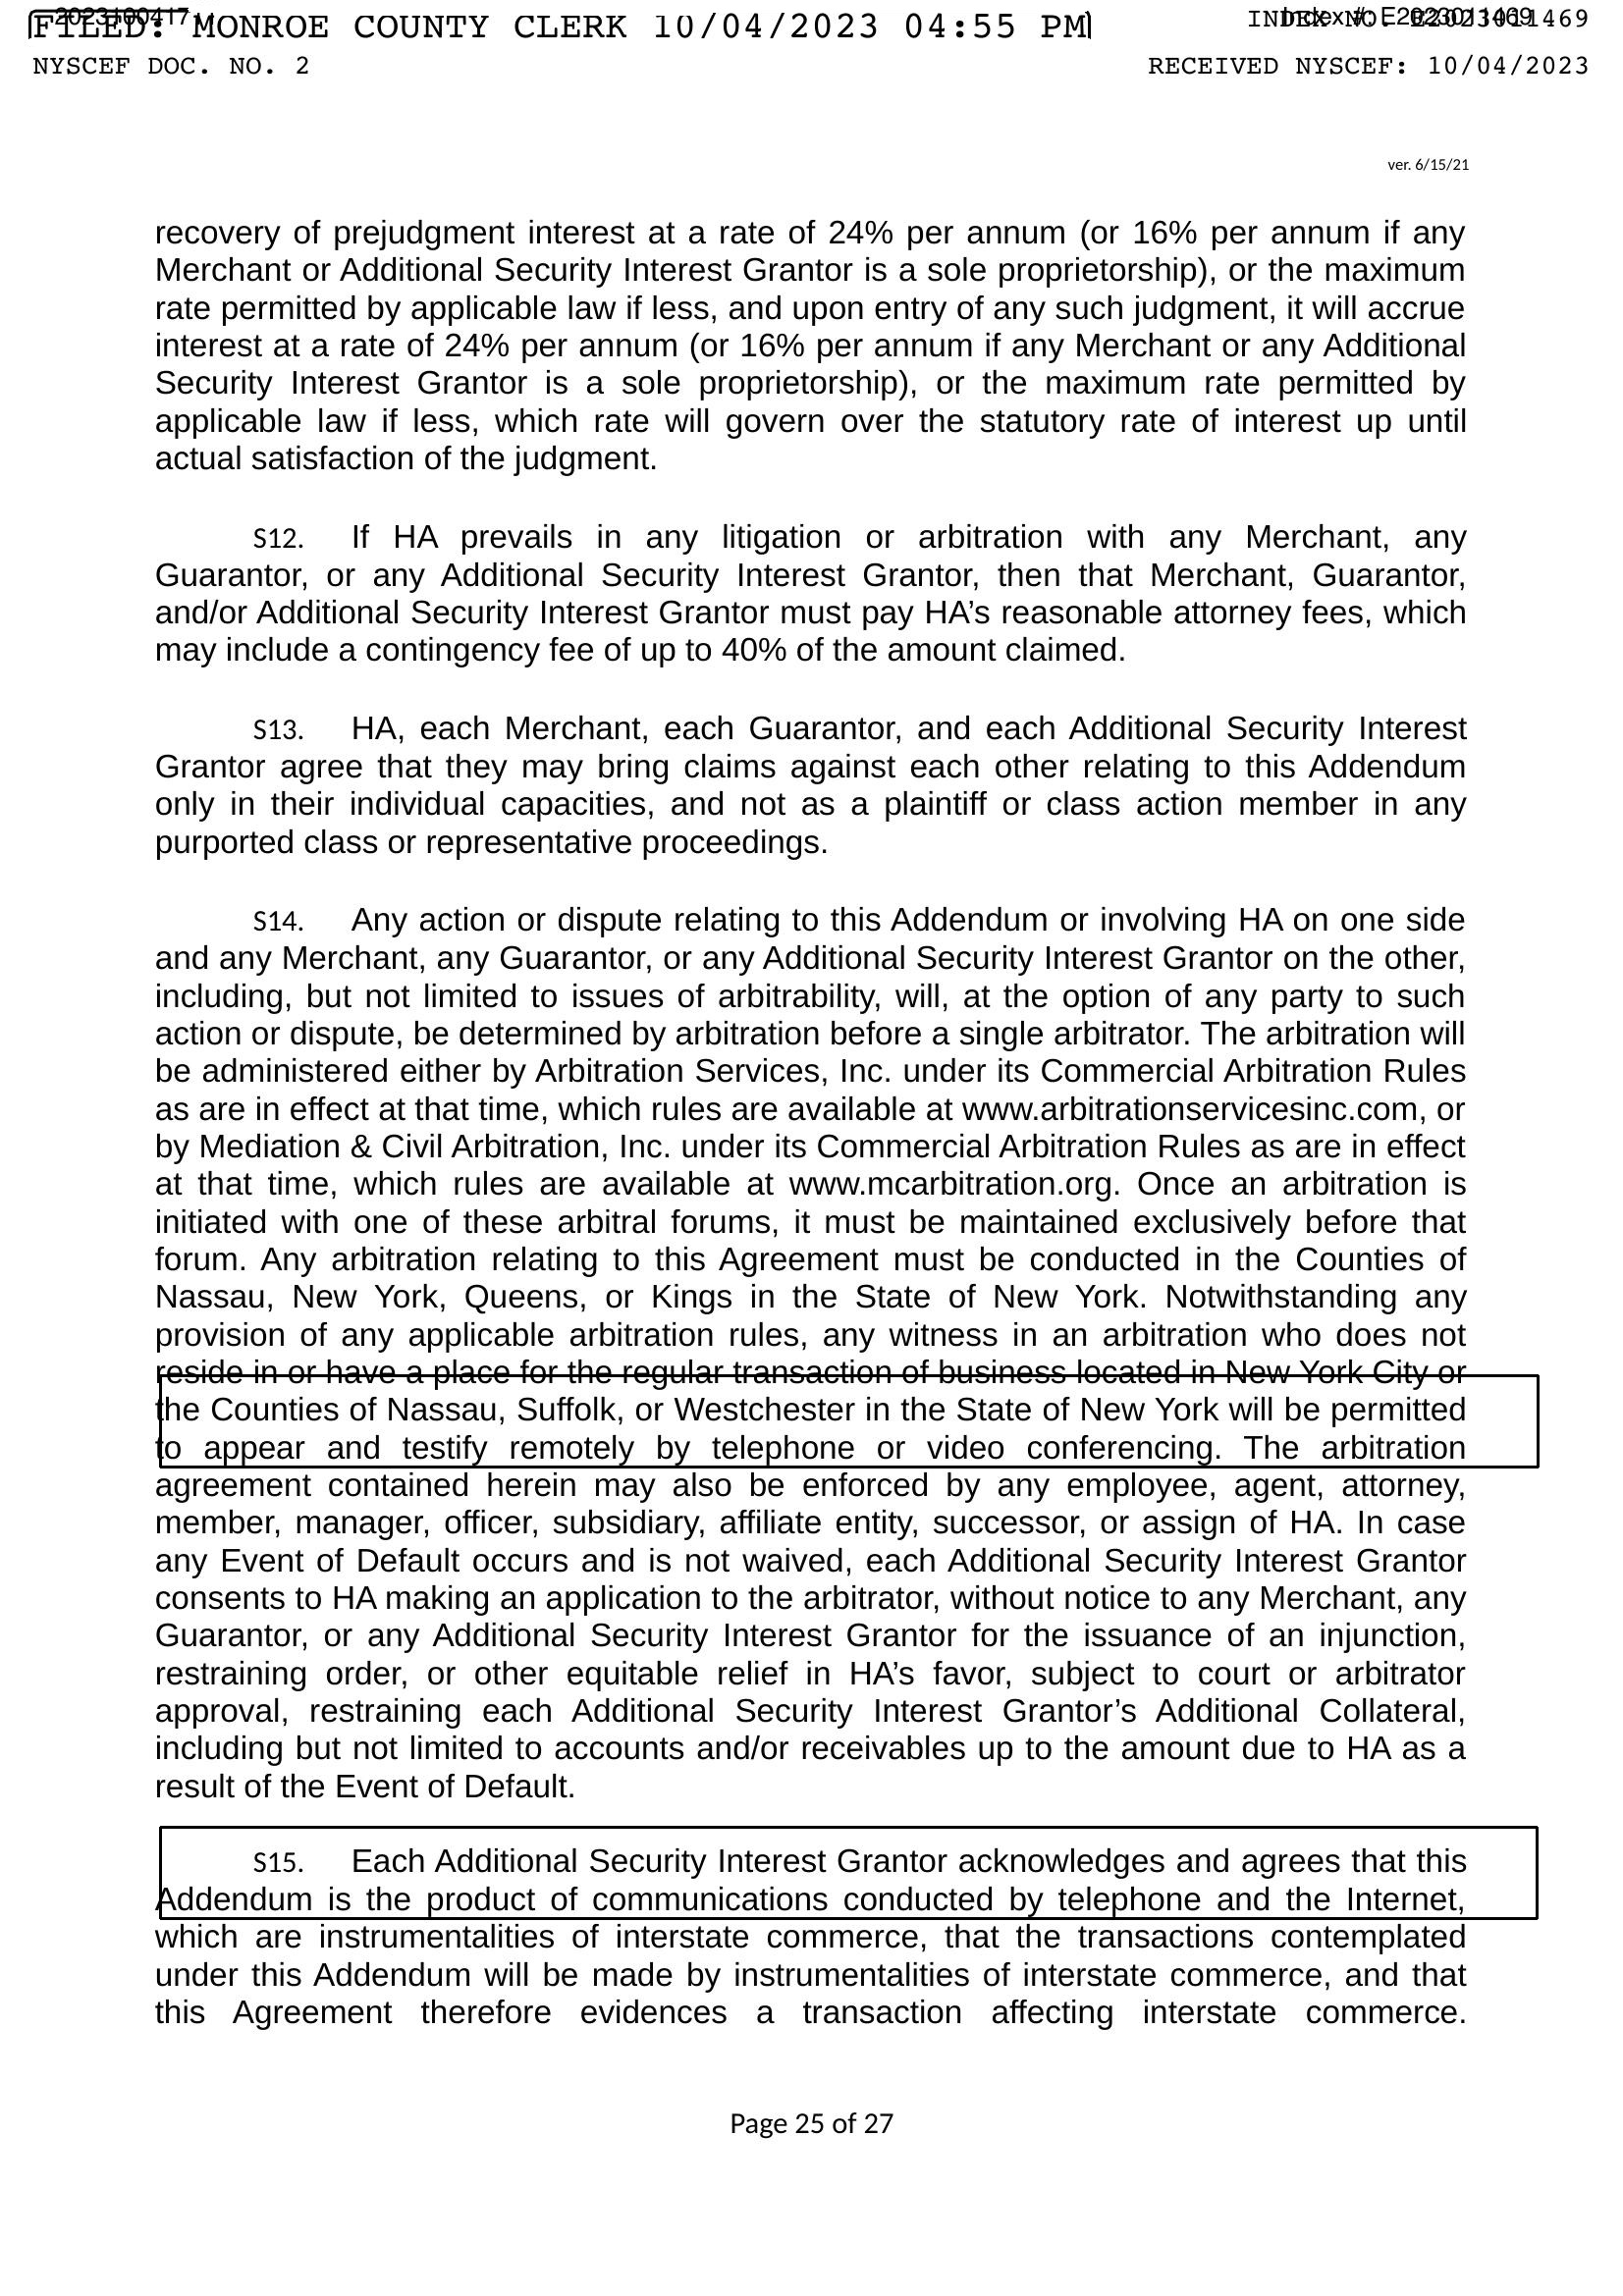 202310041711
FILED: MONROE COUNTY CLERK 10/04/2023 04:55 PM
INDEX NO. E2023011469
Index #: E2023011469
NYSCEF DOC. NO. 2
RECEIVED NYSCEF: 10/04/2023
ver. 6/15/21
recovery of prejudgment interest at a rate of 24% per annum (or 16% per annum if any
Merchant or Additional Security Interest Grantor is a sole proprietorship), or the maximum
rate permitted by applicable law if less, and upon entry of any such judgment, it will accrue
interest at a rate of 24% per annum (or 16% per annum if any Merchant or any Additional
Security Interest Grantor is a sole proprietorship), or the maximum rate permitted by
applicable law if less, which rate will govern over the statutory rate of interest up until
actual satisfaction of the judgment.
S12. If HA prevails in any litigation or arbitration with any Merchant, any
Guarantor, or any Additional Security Interest Grantor, then that Merchant, Guarantor,
and/or Additional Security Interest Grantor must pay HA’s reasonable attorney fees, which
may include a contingency fee of up to 40% of the amount claimed.
S13. HA, each Merchant, each Guarantor, and each Additional Security Interest
Grantor agree that they may bring claims against each other relating to this Addendum
only in their individual capacities, and not as a plaintiff or class action member in any
purported class or representative proceedings.
S14. Any action or dispute relating to this Addendum or involving HA on one side
and any Merchant, any Guarantor, or any Additional Security Interest Grantor on the other,
including, but not limited to issues of arbitrability, will, at the option of any party to such
action or dispute, be determined by arbitration before a single arbitrator. The arbitration will
be administered either by Arbitration Services, Inc. under its Commercial Arbitration Rules
as are in effect at that time, which rules are available at www.arbitrationservicesinc.com, or
by Mediation & Civil Arbitration, Inc. under its Commercial Arbitration Rules as are in effect
at that time, which rules are available at www.mcarbitration.org. Once an arbitration is
initiated with one of these arbitral forums, it must be maintained exclusively before that
forum. Any arbitration relating to this Agreement must be conducted in the Counties of
Nassau, New York, Queens, or Kings in the State of New York. Notwithstanding any
provision of any applicable arbitration rules, any witness in an arbitration who does not
reside in or have a place for the regular transaction of business located in New York City or
the Counties of Nassau, Suffolk, or Westchester in the State of New York will be permitted
to appear and testify remotely by telephone or video conferencing. The arbitration
agreement contained herein may also be enforced by any employee, agent, attorney,
member, manager, officer, subsidiary, affiliate entity, successor, or assign of HA. In case
any Event of Default occurs and is not waived, each Additional Security Interest Grantor
consents to HA making an application to the arbitrator, without notice to any Merchant, any
Guarantor, or any Additional Security Interest Grantor for the issuance of an injunction,
restraining order, or other equitable relief in HA’s favor, subject to court or arbitrator
approval, restraining each Additional Security Interest Grantor’s Additional Collateral,
including but not limited to accounts and/or receivables up to the amount due to HA as a
result of the Event of Default.
S15. Each Additional Security Interest Grantor acknowledges and agrees that this
Addendum is the product of communications conducted by telephone and the Internet,
which are instrumentalities of interstate commerce, that the transactions contemplated
under this Addendum will be made by instrumentalities of interstate commerce, and that
this Agreement therefore evidences a transaction affecting interstate commerce.
Page 25 of 27